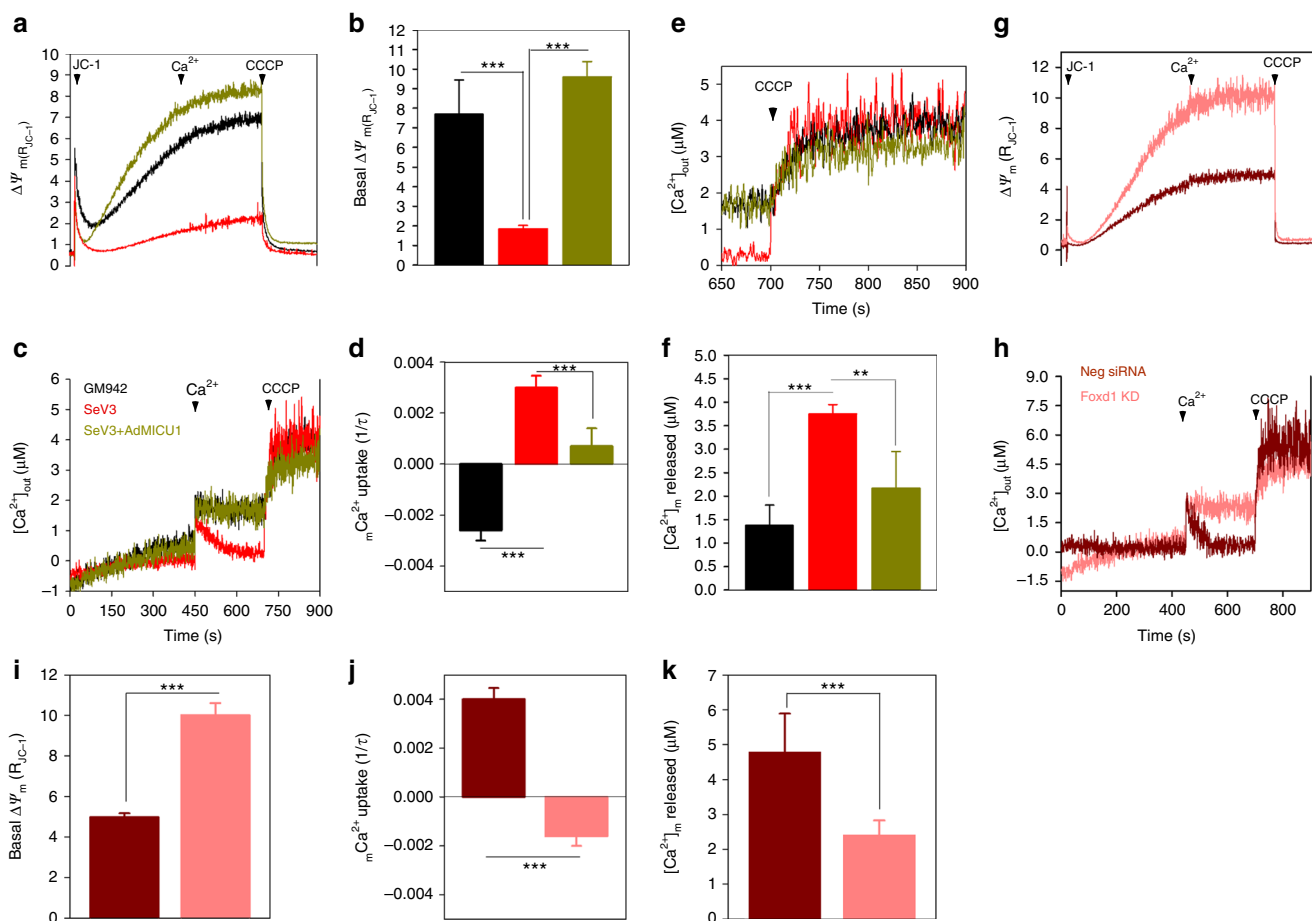 a
10
9
8
7
6
5
4
3
2
1
0
JC-1
Ca²⁺
CCCP
ΔΨm(RJC–1)
b
12
11
10
9
8
7
6
5
4
3
2
1
0
***
***
Basal ΔΨm(RJC–1)
e
5
4
3
2
1
0
CCCP
[Ca²⁺]out (μM)
650 700 750 800 850 900
Time (s)
g
12
10
8
6
4
2
0
JC-1
Ca²⁺
CCCP
ΔΨm (RJC–1)
c
6
5
4
3
2
1
0
–1
GM942
SeV3
SeV3+AdMICU1
Ca²⁺
CCCP
[Ca²⁺]out (μM)
0 150 300 450 600 750 900
Time (s)
d
0.004
0.002
0.000
–0.002
–0.004
***
***
mCa²⁺ uptake (1/τ)
f
5.0
4.5
4.0
3.5
3.0
2.5
2.0
1.5
1.0
0.5
0.0
***
**
[Ca²⁺]m released (μM)
h
9.0
7.5
6.0
4.5
3.0
1.5
0.0
–1.5
Neg siRNA
Foxd1 KD
Ca²⁺
CCCP
[Ca²⁺]out (μM)
0 200 400 600 800
Time (s)
i
12
10
8
6
4
2
0
***
Basal ΔΨm (RJC–1)
j
0.004
0.002
0.000
–0.002
–0.004
***
mCa²⁺ uptake (1/τ)
k
7
6
5
4
3
2
1
0
***
[Ca²⁺]m released (μM)